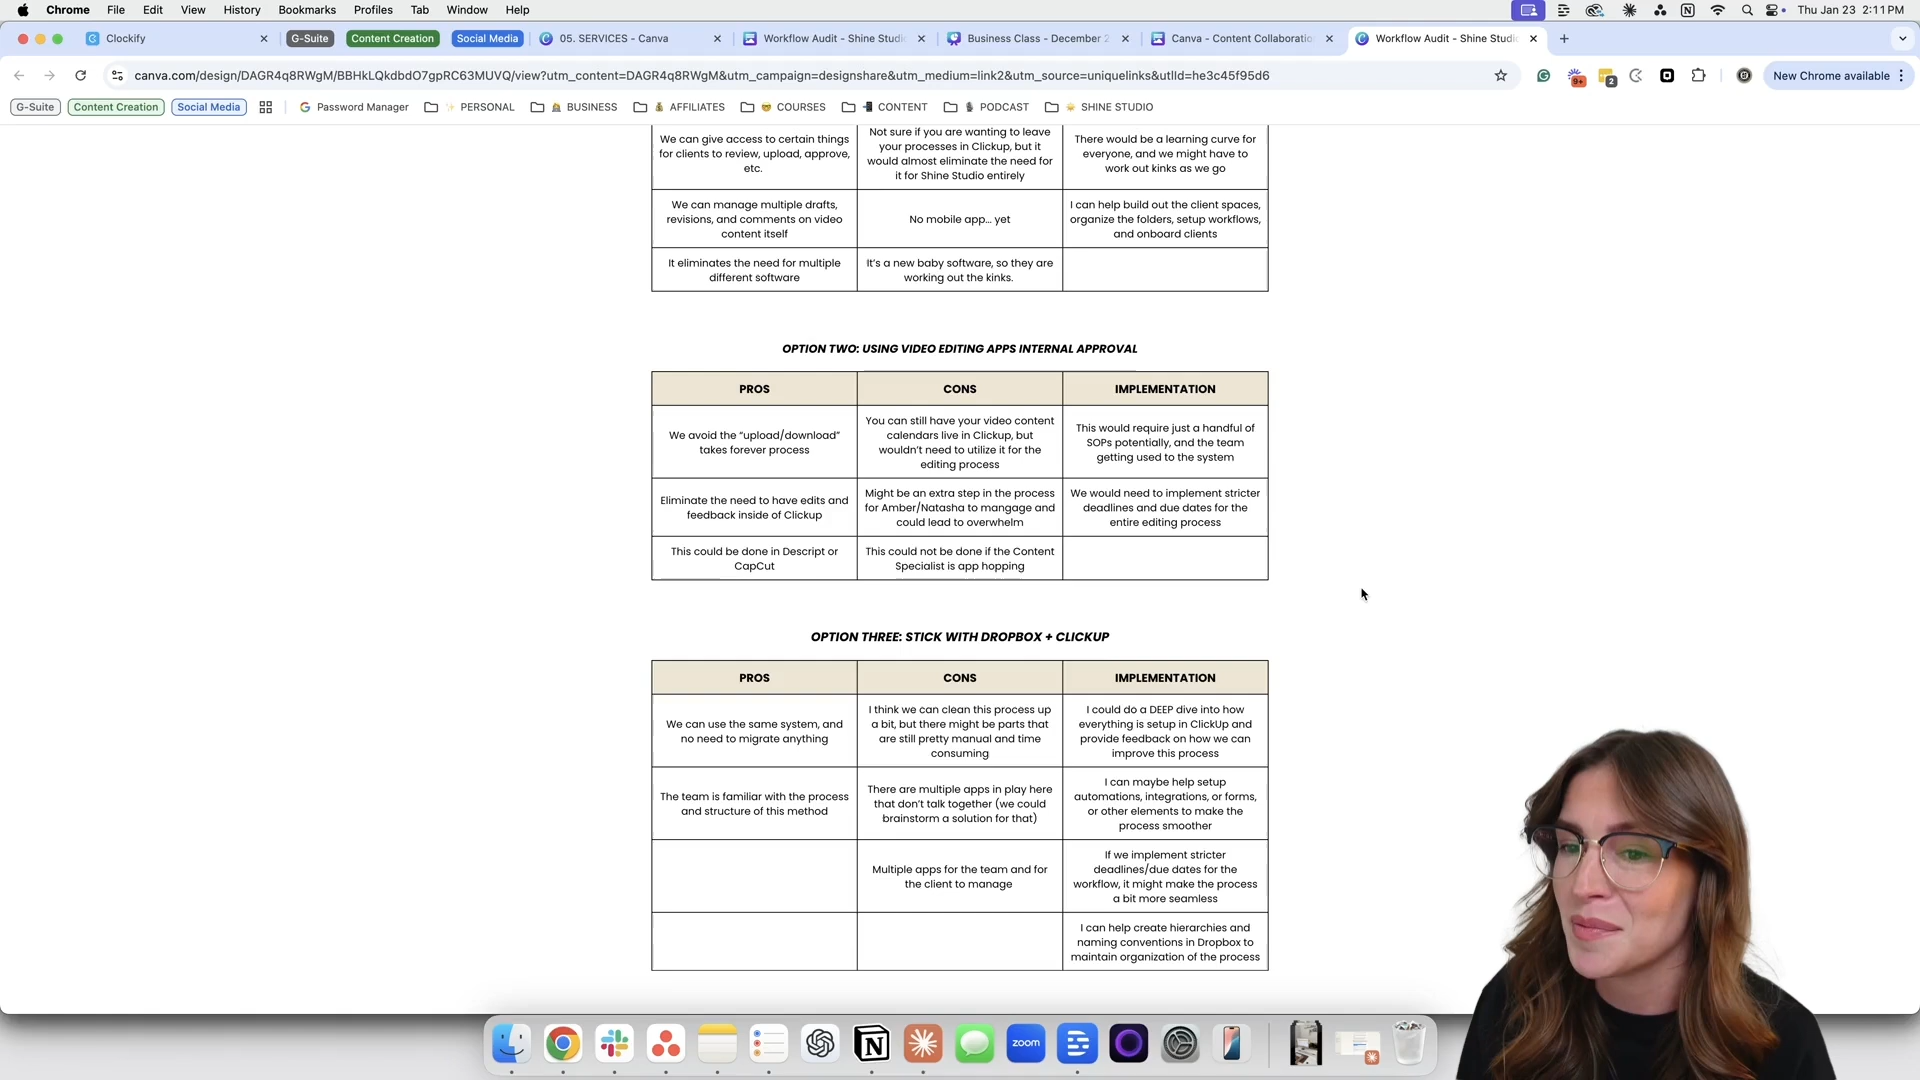 Chrome File Edit View History Bookmarks Profiles Tab Window Help
Thu Jan 23 2:11 PM
Clockify
G-Suite
Content Creation
Social Media
05. SERVICES - Canva
Workflow Audit - Shine Studi
Business Class - December 2
Canva - Content Collaboratio
Workflow Audit - Shine Studi
canva.com/design/DAGR4q8RWgM/BBHkLQkdbdO7gpRC63MUVQ/view?utm_content=DAGR4q8RWgM&utm_campaign=designshare&utm_medium=link2&utm_source=uniquelinks&utlId=he3c45f95d6
9+
2
New Chrome available
G-Suite
Content Creation
Social Media
Password Manager
PERSONAL
BUSINESS
AFFILIATES
COURSES
CONTENT
PODCAST
SHINE STUDIO
We can give access to certain things
for clients to review, upload, approve,
etc.
Not sure if you are wanting to leave
your processes in Clickup, but it
would almost eliminate the need for
it for Shine Studio entirely
There would be a learning curve for
everyone, and we might have to
work out kinks as we go
We can manage multiple drafts,
revisions, and comments on video
content itself
No mobile app... yet
I can help build out the client spaces,
organize the folders, setup workflows,
and onboard clients
It eliminates the need for multiple
different software
It's a new baby software, so they are
working out the kinks.
OPTION TWO: USING VIDEO EDITING APPS INTERNAL APPROVAL
PROS
CONS
IMPLEMENTATION
We avoid the "upload/download"
takes forever process
You can still have your video content
calendars live in Clickup, but
wouldn't need to utilize it for the
editing process
This would require just a handful of
SOPs potentially, and the team
getting used to the system
Eliminate the need to have edits and
feedback inside of Clickup
Might be an extra step in the process
for Amber/Natasha to mangage and
could lead to overwhelm
We would need to implement stricter
deadlines and due dates for the
entire editing process
This could be done in Descript or
CapCut
This could not be done if the Content
Specialist is app hopping
OPTION THREE: STICK WITH DROPBOX + CLICKUP
PROS
CONS
IMPLEMENTATION
We can use the same system, and
no need to migrate anything
I think we can clean this process up
a bit, but there might be parts that
are still pretty manual and time
consuming
I could do a DEEP dive into how
everything is setup in ClickUp and
provide feedback on how we can
improve this process
The team is familiar with the process
and structure of this method
There are multiple apps in play here
that don't talk together (we could
brainstorm a solution for that)
I can maybe help setup
automations, integrations, or forms,
or other elements to make the
process smoother
Multiple apps for the team and for
the client to manage
If we implement stricter
deadlines/due dates for the
workflow, it might make the process
a bit more seamless
I can help create hierarchies and
naming conventions in Dropbox to
maintain organization of the process
zoom